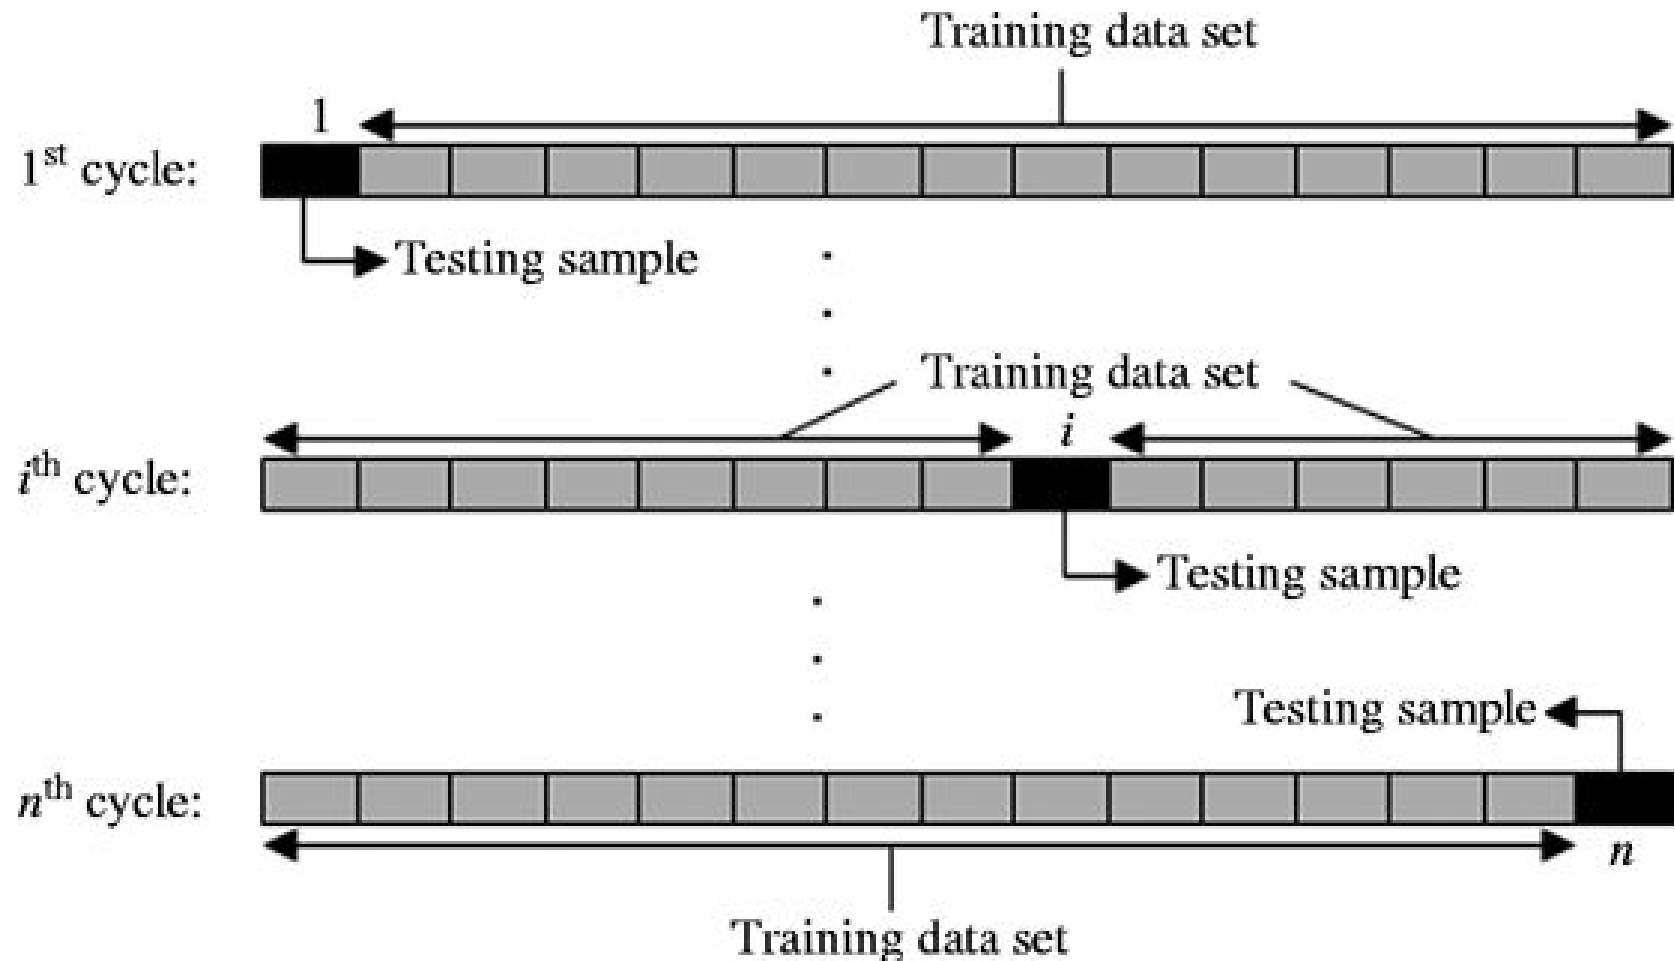 Training data set
1
1st cycle:
Testing sample
Training data set
i
ith cycle:
Testing sample
Testing sample
nth cycle:
n
Training data set